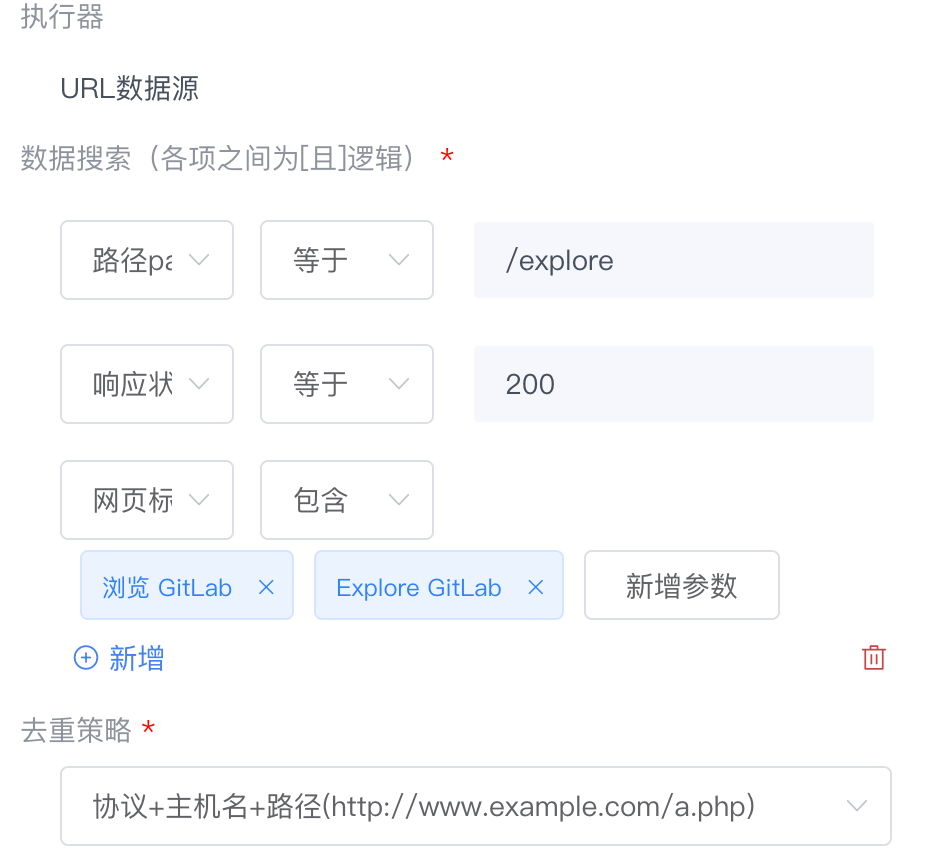 执行器
URL数据源
数据搜索（各项之间为[且]逻辑） *
路径pa 等于 /explore
响应状 等于 200
网页标 包含
浏览 GitLab × Explore GitLab × 新增参数
新增
去重策略 *
协议+主机名+路径(http://www.example.com/a.php)